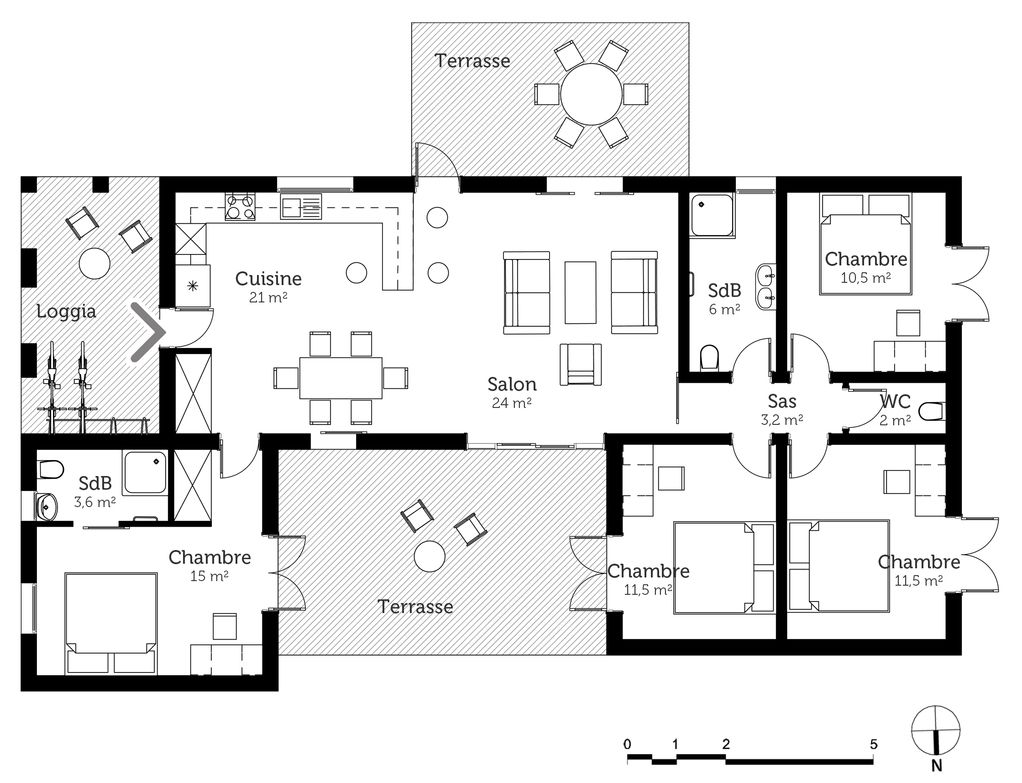 Terrasse
Loggia
Cuisine
21 m²
Salon
24 m²
SdB
6 m²
Chambre
10,5 m²
Sas
3,2 m²
WC
2 m²
SdB
3,6 m²
Chambre
15 m²
Terrasse
Chambre
11,5 m²
Chambre
11,5 m²
0 1 2 5
N